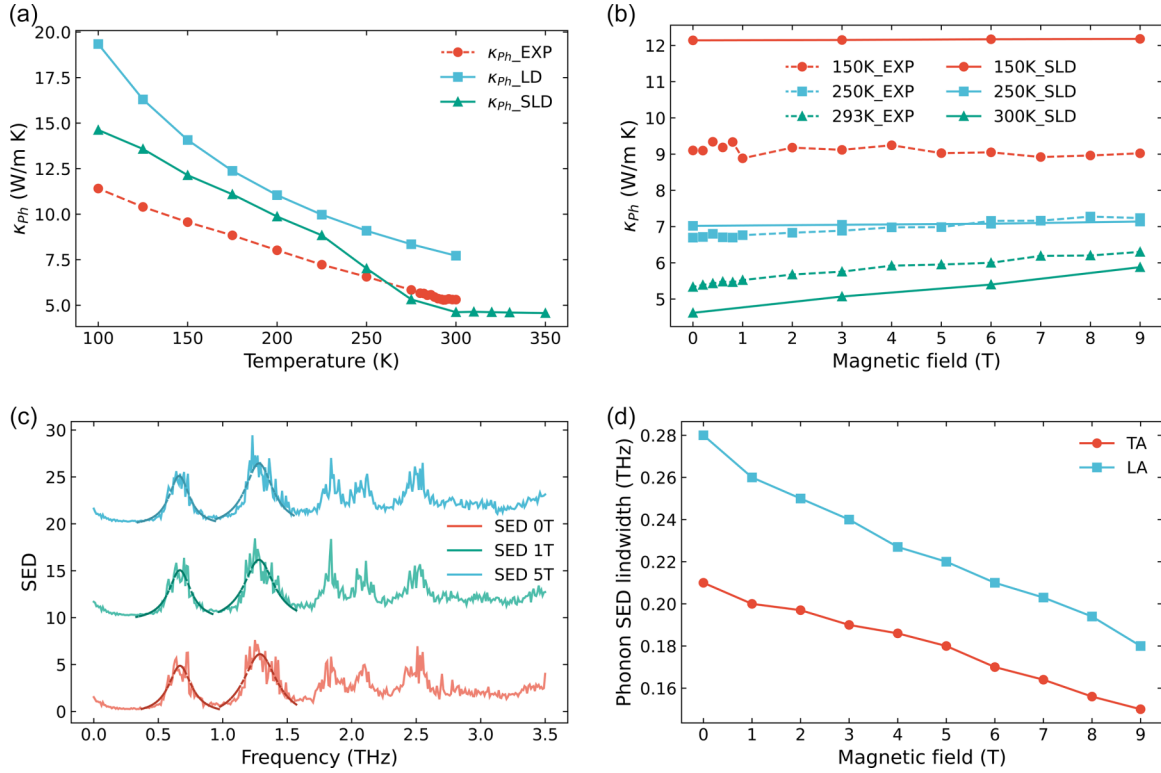 (a)
20.0
17.5
15.0
12.5
10.0
7.5
5.0
κPh (W/m K)
κPh_EXP
κPh_LD
κPh_SLD
100 150 200 250 300 350
Temperature (K)
(b)
12
11
10
9
8
7
6
5
κPh (W/m K)
150K_EXP 150K_SLD
250K_EXP 250K_SLD
293K_EXP 300K_SLD
0 1 2 3 4 5 6 7 8 9
Magnetic field (T)
(c)
30
25
20
15
10
5
0
SED
SED 0T
SED 1T
SED 5T
0.0 0.5 1.0 1.5 2.0 2.5 3.0 3.5
Frequency (THz)
(d)
0.28
0.26
0.24
0.22
0.20
0.18
0.16
Phonon SED lindwidth (THz)
TA
LA
0 1 2 3 4 5 6 7 8 9
Magnetic field (T)